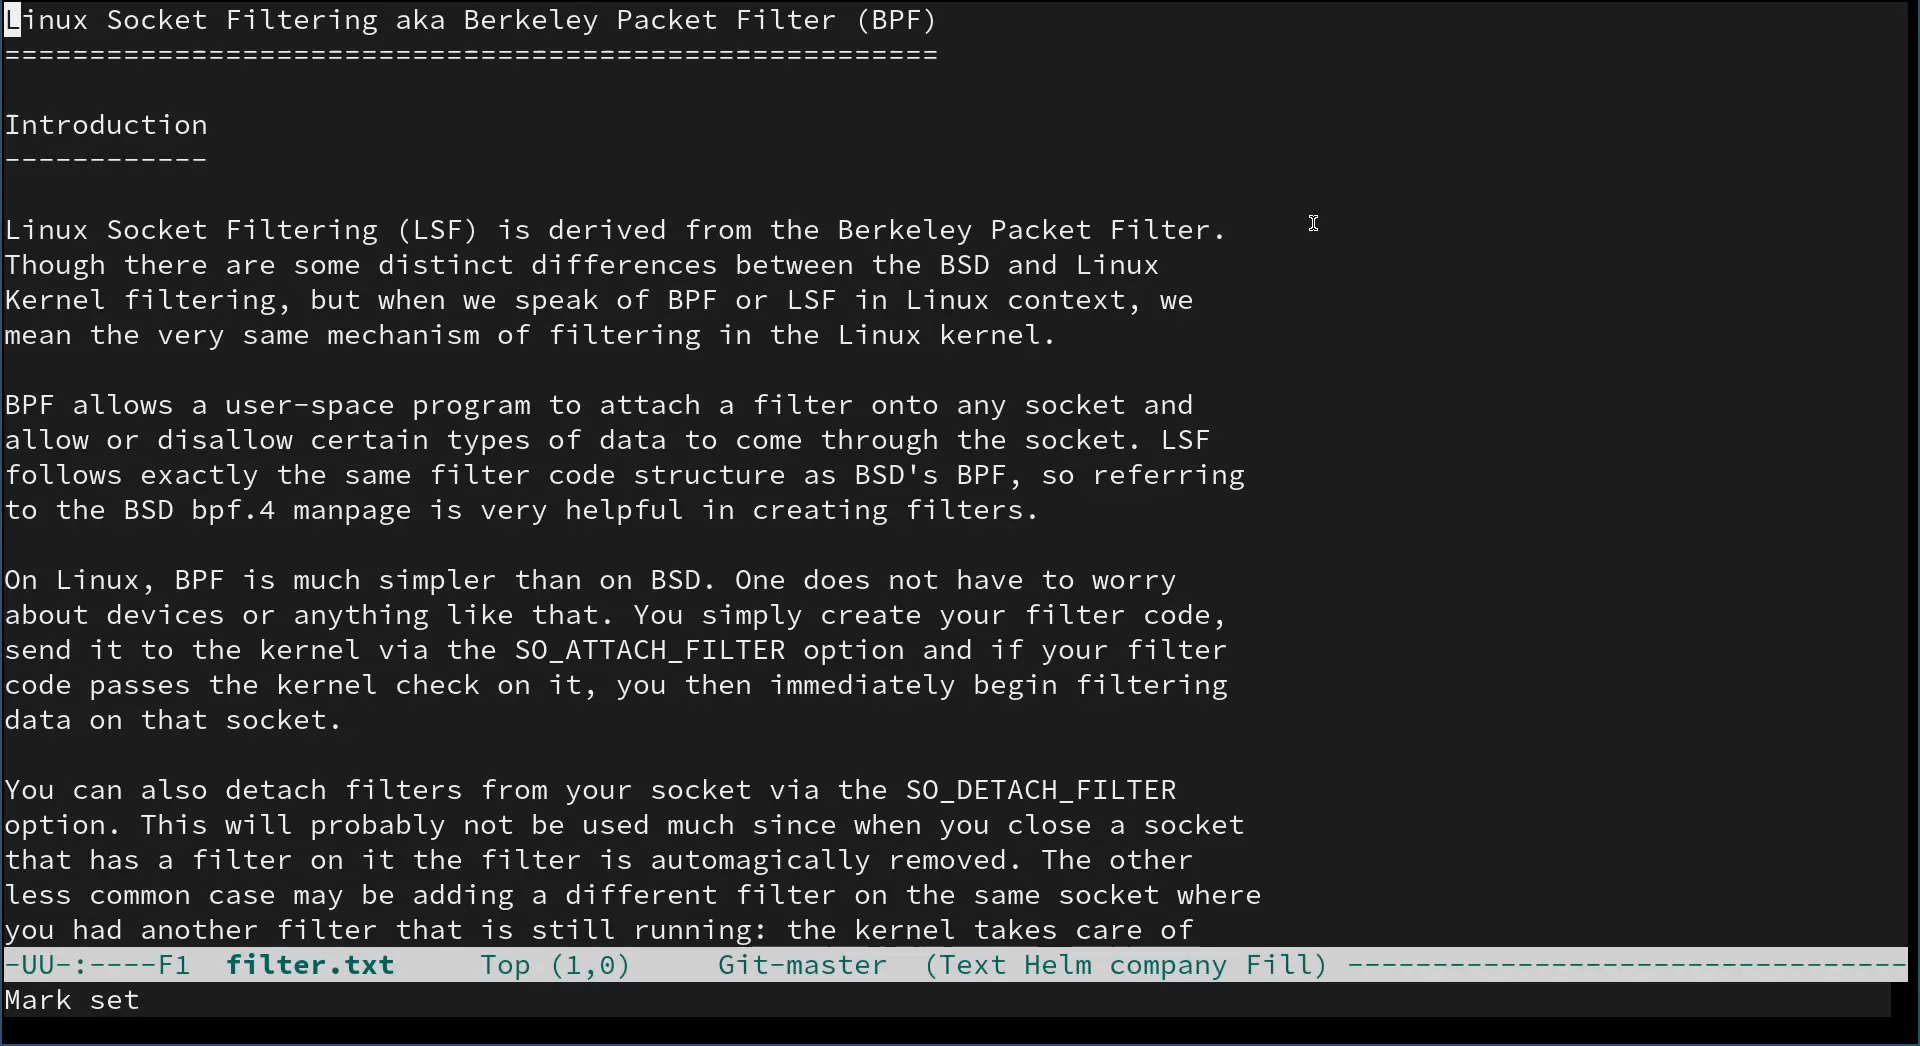 Linux Socket Filtering aka Berkeley Packet Filter (BPF)
=======================================================
Introduction
------------
Linux Socket Filtering (LSF) is derived from the Berkeley Packet Filter.
Though there are some distinct differences between the BSD and Linux
Kernel filtering, but when we speak of BPF or LSF in Linux context, we
mean the very same mechanism of filtering in the Linux kernel.
BPF allows a user-space program to attach a filter onto any socket and
allow or disallow certain types of data to come through the socket. LSF
follows exactly the same filter code structure as BSD's BPF, so referring
to the BSD bpf.4 manpage is very helpful in creating filters.
On Linux, BPF is much simpler than on BSD. One does not have to worry
about devices or anything like that. You simply create your filter code,
send it to the kernel via the SO_ATTACH_FILTER option and if your filter
code passes the kernel check on it, you then immediately begin filtering
data on that socket.
You can also detach filters from your socket via the SO_DETACH_FILTER
option. This will probably not be used much since when you close a socket
that has a filter on it the filter is automagically removed. The other
less common case may be adding a different filter on the same socket where
you had another filter that is still running: the kernel takes care of
-UU-:----F1  filter.txt     Top (1,0)     Git-master  (Text Helm company Fill) ---------------------------------
Mark set